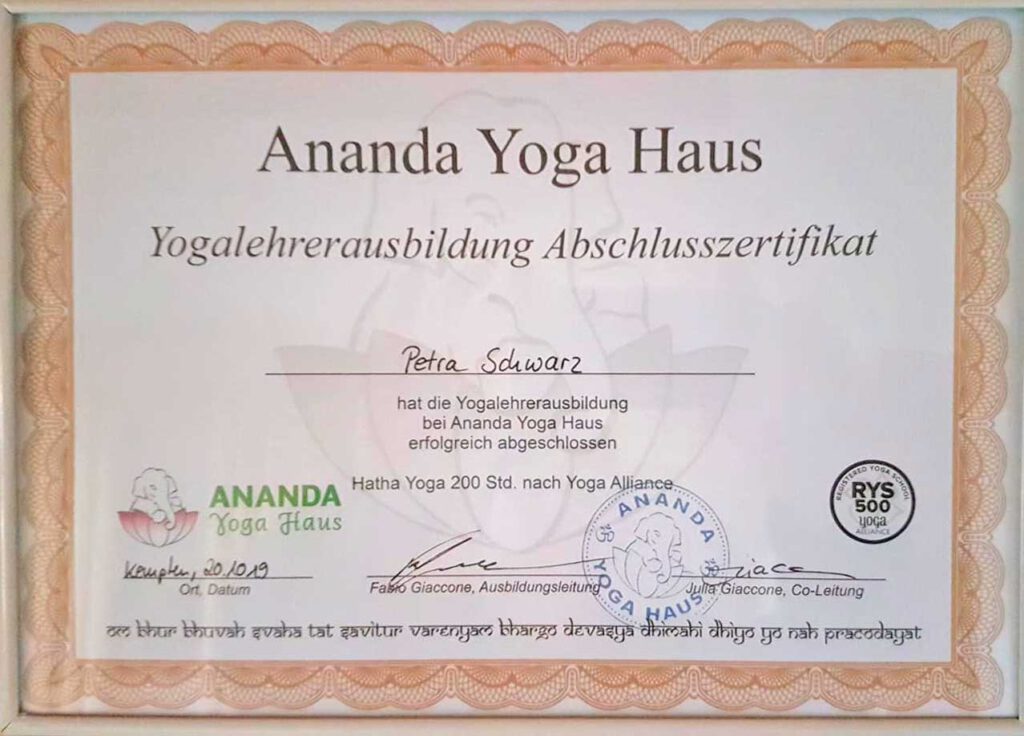 Ananda Yoga Haus
Yogalehrerausbildung Abschlusszertifikat
Petra Schwarz
hat die Yogalehrerausbildung
bei Ananda Yoga Haus
erfolgreich abgeschlossen
Hatha Yoga 200 Std. nach Yoga Alliance
ANANDA
Yoga Haus
ANANDA
YOGA HAUS
REGISTERED YOGA SCHOOL
RYS
500
yoga
ALLIANCE
Kempten, 20.10.19
Ort, Datum
Fabio Giaccone, Ausbildungsleitung
Julia Giaccone, Co-Leitung
om bhur bhuvah svaha tat savitur varenyam bhargo devasya dhimahi dhiyo yo nah pracodayat